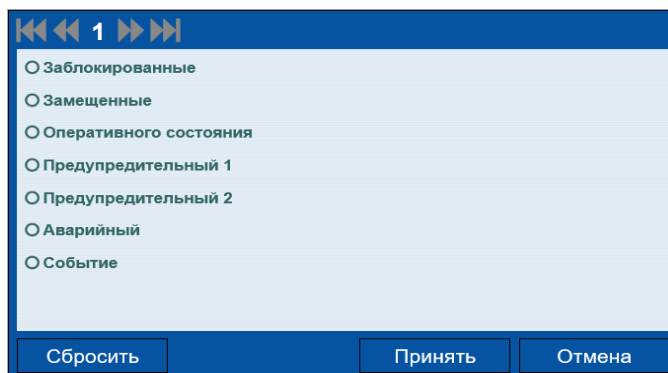 1
Заблокированные
Замещенные
Оперативного состояния
Предупредительный 1
Предупредительный 2
Аварийный
Событие
Сбросить Принять Отмена